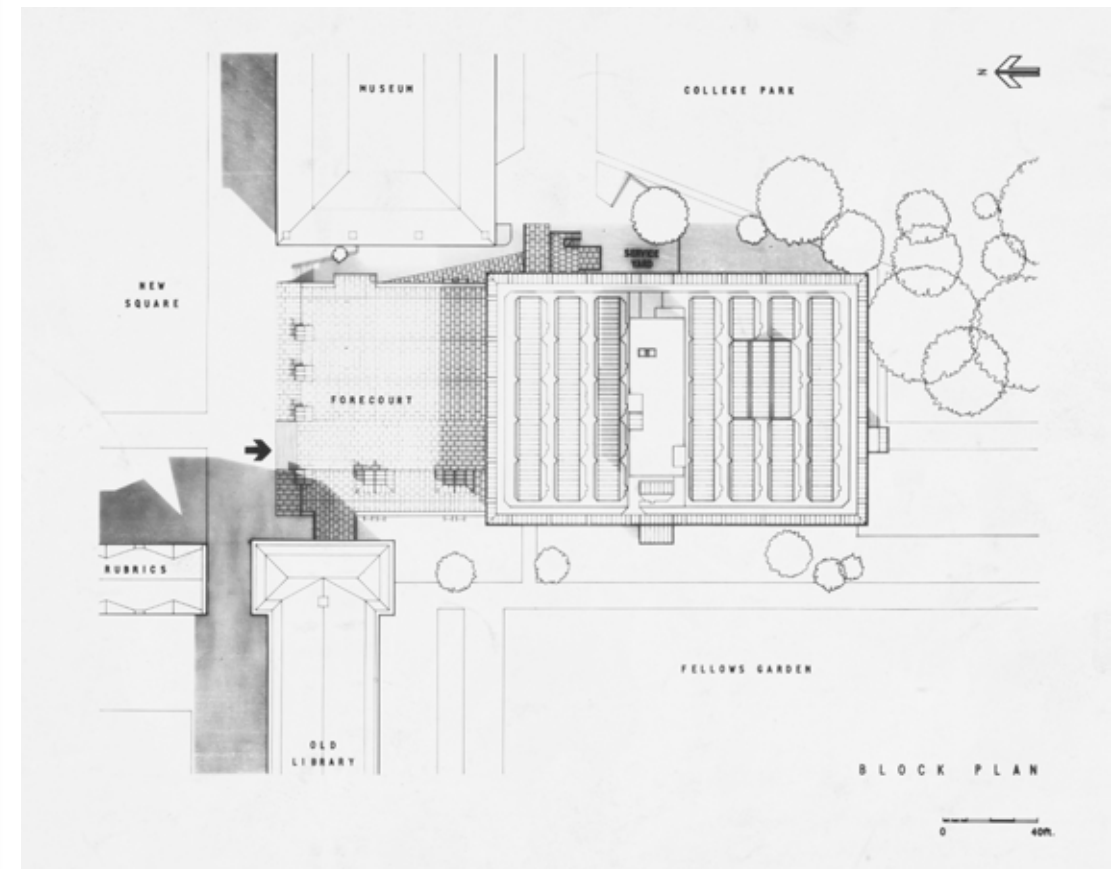 MUSEUM
COLLEGE PARK
N
NEW
SQUARE
SERVICE
YARD
FORECOURT
RUBRICS
OLD
LIBRARY
FELLOWS GARDEN
BLOCK PLAN
0 40ft.